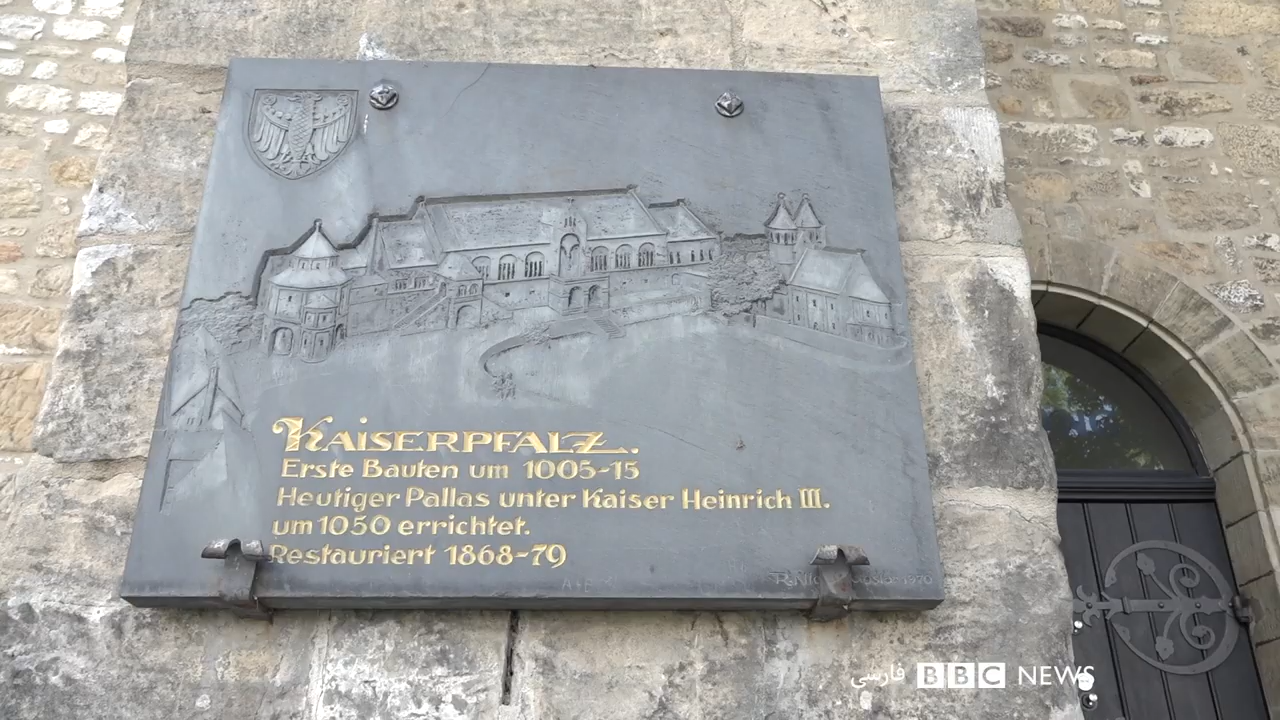 KAISERPFALZ.
Erste Bauten um 1005-15
Heutiger Pallas unter Kaiser Heinrich III.
um 1050 errichtet.
Restauriert 1868-79
1970
BBC NEWS فارسی